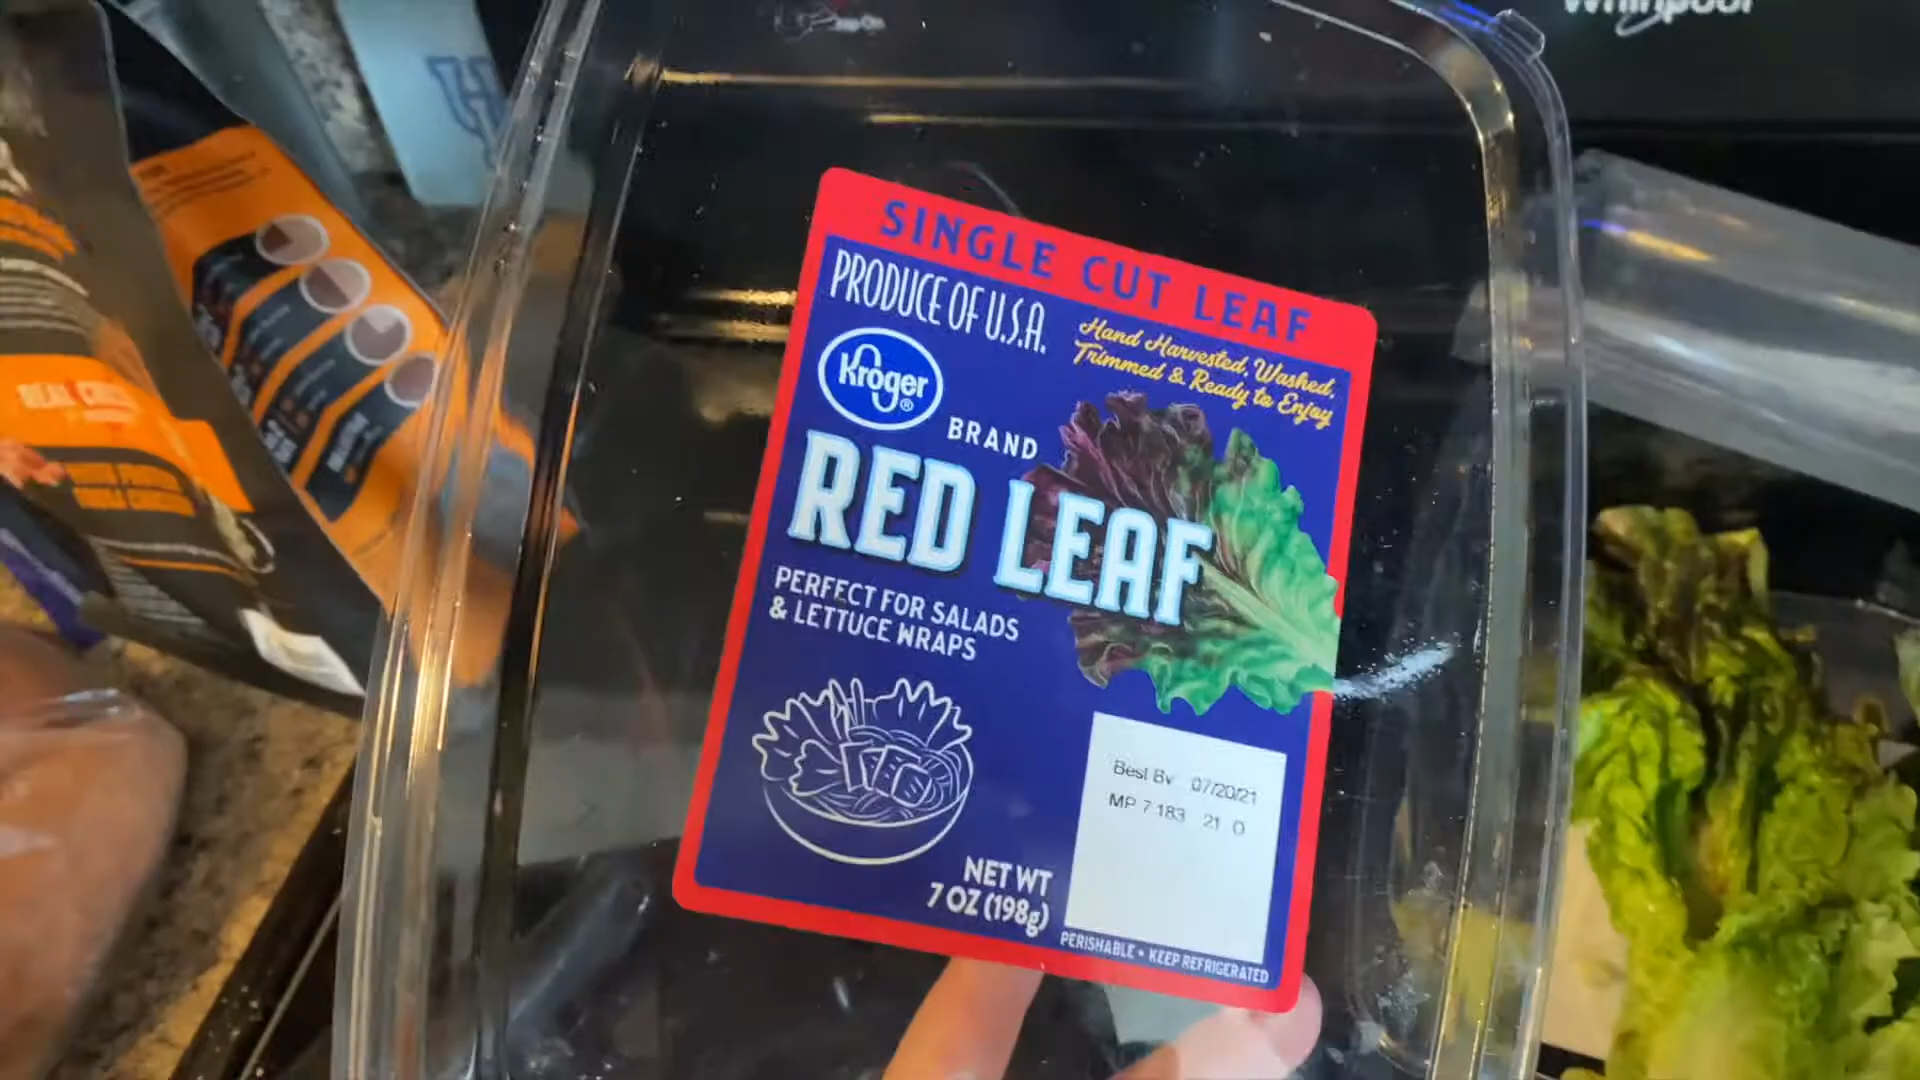 Whirlpool
SINGLE CUT LEAF
PRODUCE OF U.S.A.
Hand Harvested, Washed,
Trimmed & Ready to Enjoy
Kroger®
BRAND
RED LEAF
PERFECT FOR SALADS
& LETTUCE WRAPS
Best By 07/20/21
MP 7 183 21 O
NET WT
7 OZ (198g)
PERISHABLE • KEEP REFRIGERATED